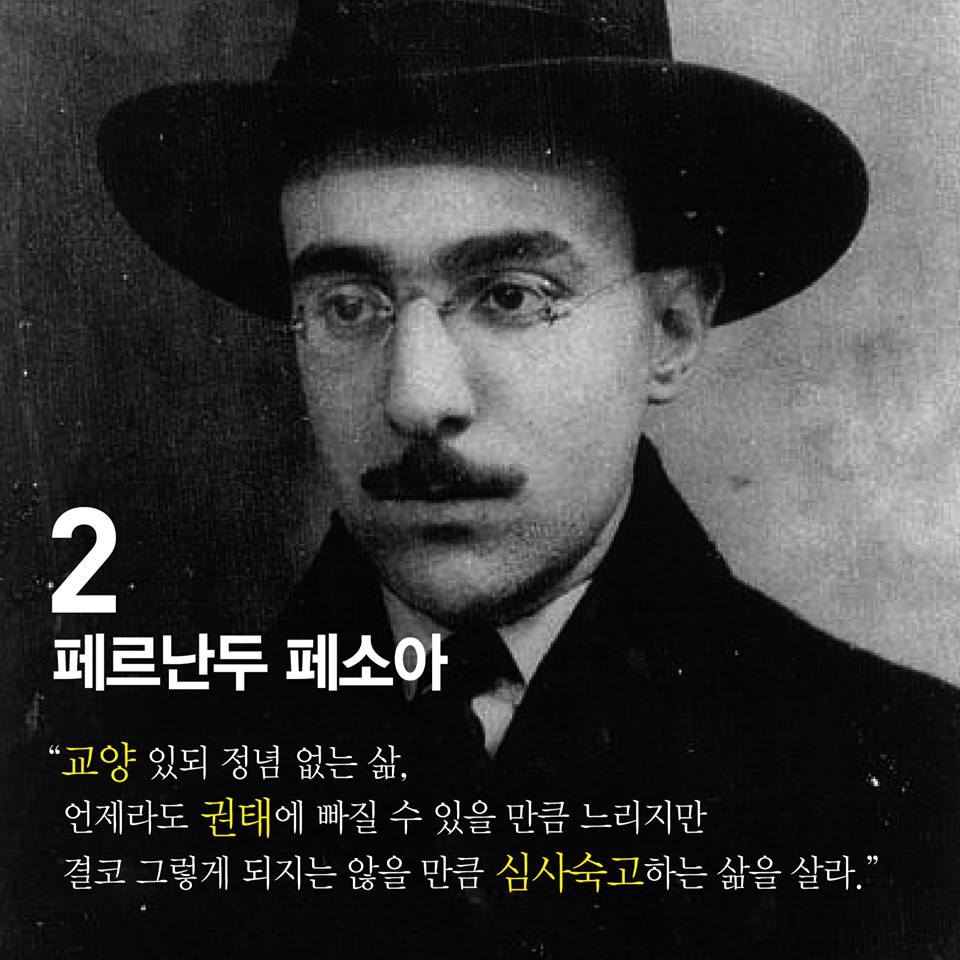 2
페르난두 페소아
“교양 있되 정념 없는 삶,
언제라도 권태에 빠질 수 있을 만큼 느리지만
결코 그렇게 되지는 않을 만큼 심사숙고하는 삶을 살라.”